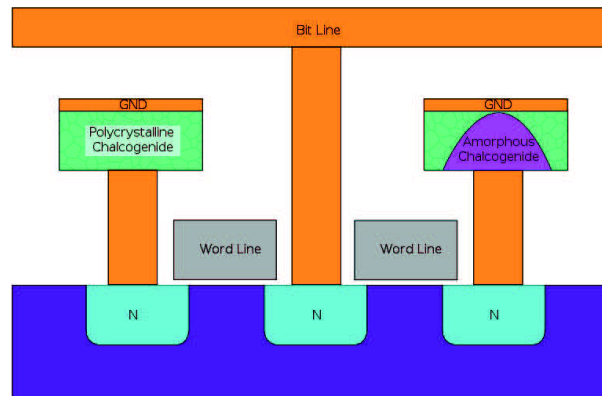 Bit Line
GND
GND
Polycrystalline
Chalcogenide
Amorphous
Chalcogenide
Word Line
Word Line
N
N
N